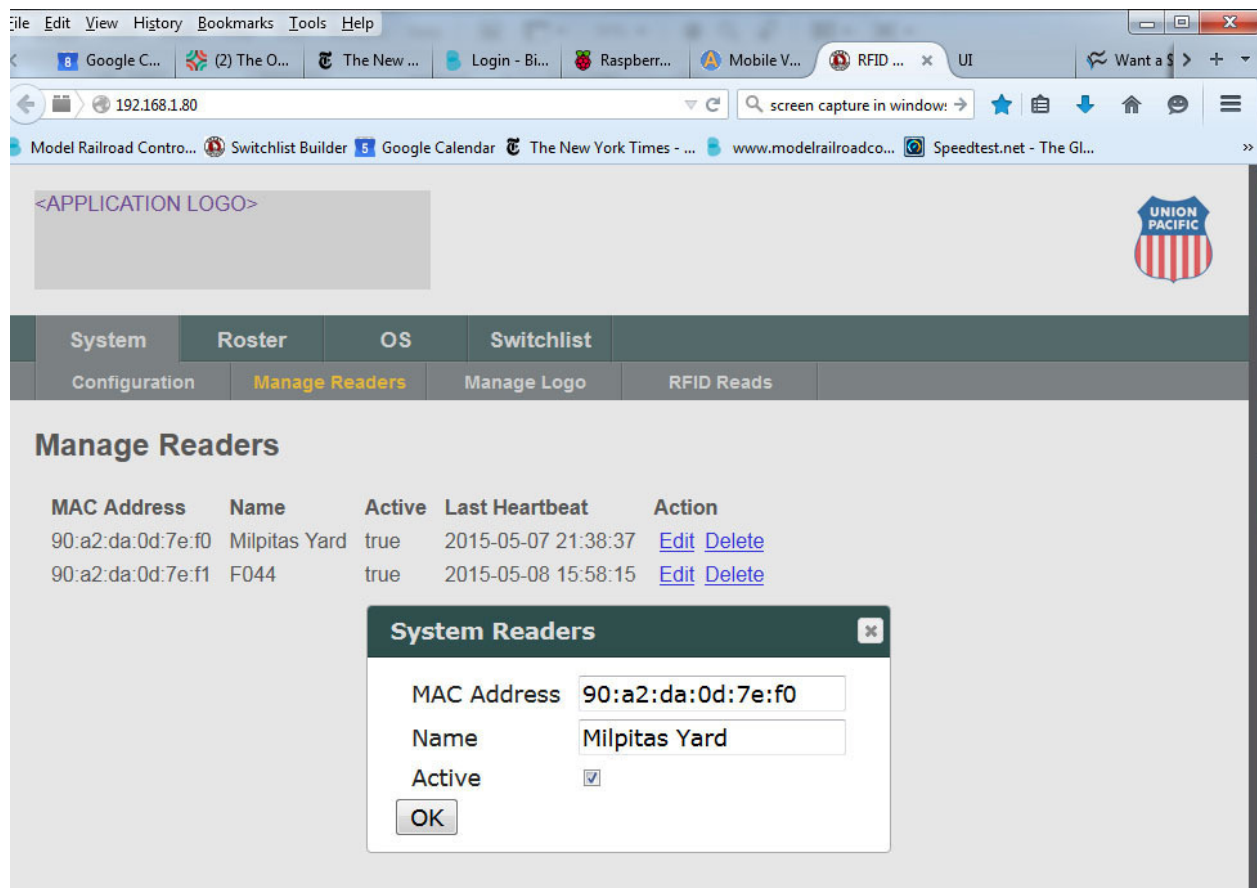 File Edit View History Bookmarks Tools Help
8 Google C... (2) The O... The New ... Login - Bi... Raspberr... Mobile V... RFID ... × UI Want a S
192.168.1.80 screen capture in window:
Model Railroad Contro... Switchlist Builder 5 Google Calendar The New York Times - ... www.modelrailroadco... Speedtest.net - The Gl... »
<APPLICATION LOGO>
UNION
PACIFIC
System Roster OS Switchlist
Configuration Manage Readers Manage Logo RFID Reads
Manage Readers
MAC Address Name Active Last Heartbeat Action
90:a2:da:0d:7e:f0 Milpitas Yard true 2015-05-07 21:38:37 Edit Delete
90:a2:da:0d:7e:f1 F044 true 2015-05-08 15:58:15 Edit Delete
System Readers
MAC Address 90:a2:da:0d:7e:f0
Name Milpitas Yard
Active
OK